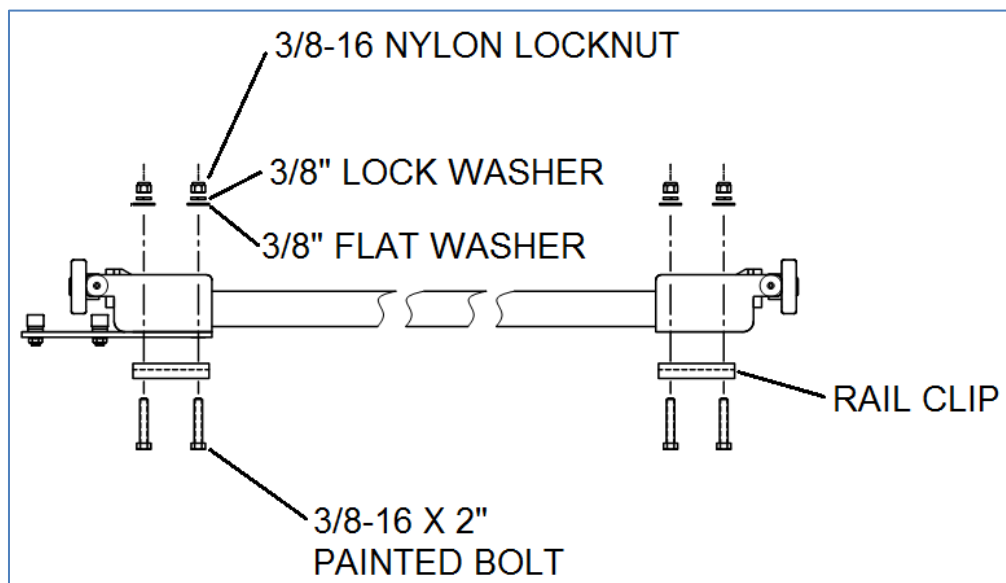 3/8-16 NYLON LOCKNUT
3/8" LOCK WASHER
3/8" FLAT WASHER
RAIL CLIP
3/8-16 X 2"
PAINTED BOLT